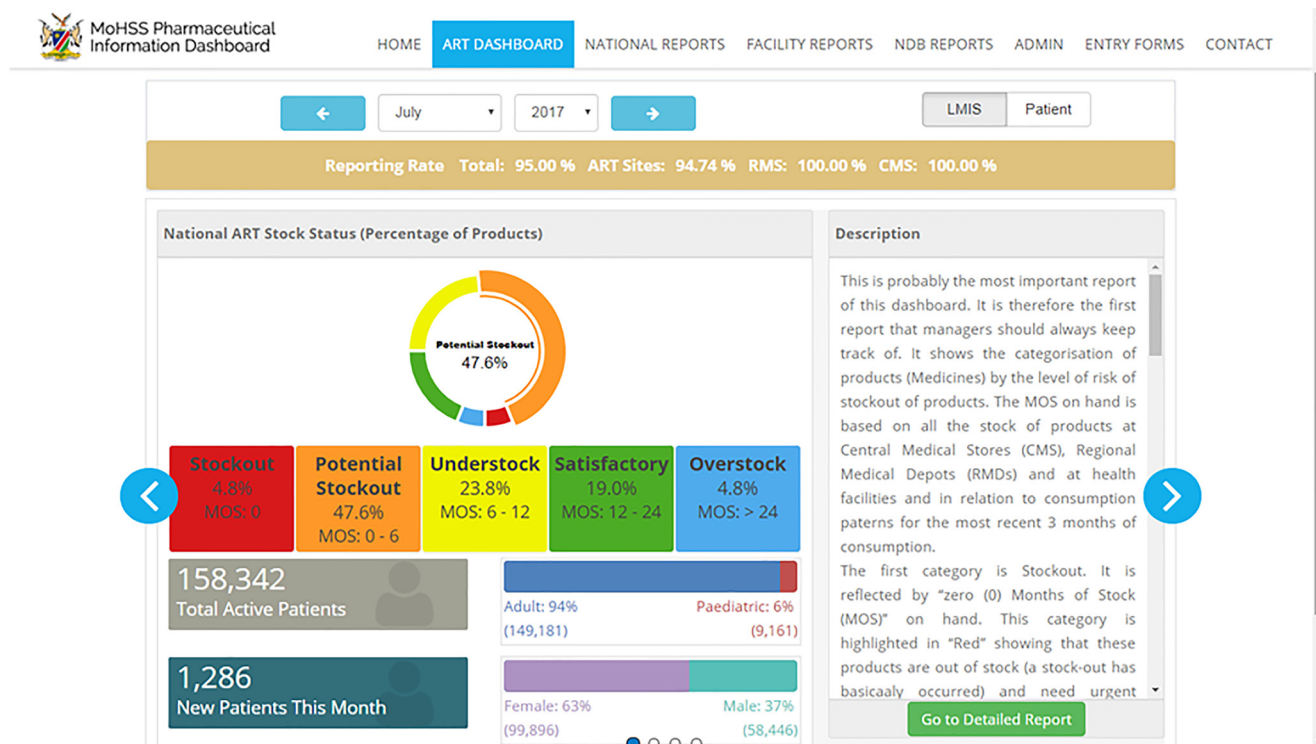 MoHSS Pharmaceutical
Information Dashboard
HOME ART DASHBOARD NATIONAL REPORTS FACILITY REPORTS NDB REPORTS ADMIN ENTRY FORMS CONTACT
July 2017 LMIS Patient
Reporting Rate Total: 95.00 % ART Sites: 94.74 % RMS: 100.00 % CMS: 100.00 %
National ART Stock Status (Percentage of Products)
Potential Stockout
47.6%
Stockout
4.8%
MOS: 0
Potential
Stockout
47.6%
MOS: 0 - 6
Understock
23.8%
MOS: 6 - 12
Satisfactory
19.0%
MOS: 12 - 24
Overstock
4.8%
MOS: > 24
158,342
Total Active Patients
Adult: 94%
(149,181)
Paediatric: 6%
(9,161)
1,286
New Patients This Month
Female: 63%
(99,896)
Male: 37%
(58,446)
Description
This is probably the most important report
of this dashboard. It is therefore the first
report that managers should always keep
track of. It shows the categorisation of
products (Medicines) by the level of risk of
stockout of products. The MOS on hand is
based on all the stock of products at
Central Medical Stores (CMS), Regional
Medical Depots (RMDs) and at health
facilities and in relation to consumption
paterns for the most recent 3 months of
consumption.
The first category is Stockout. It is
reflected by "zero (0) Months of Stock
(MOS)" on hand. This category is
highlighted in "Red" showing that these
products are out of stock (a stock-out has
basicaaly occurred) and need urgent
Go to Detailed Report